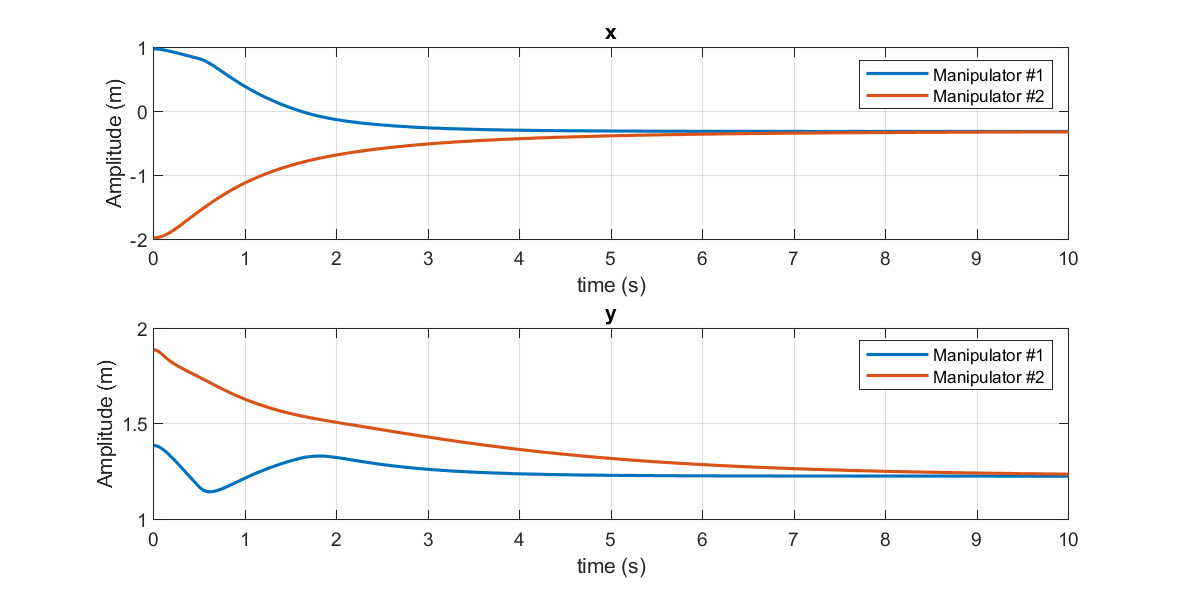 x
Amplitude (m)
1
0
-1
-2
Manipulator #1
Manipulator #2
0 1 2 3 4 5 6 7 8 9 10
time (s)
y
Amplitude (m)
2
1.5
1
Manipulator #1
Manipulator #2
0 1 2 3 4 5 6 7 8 9 10
time (s)